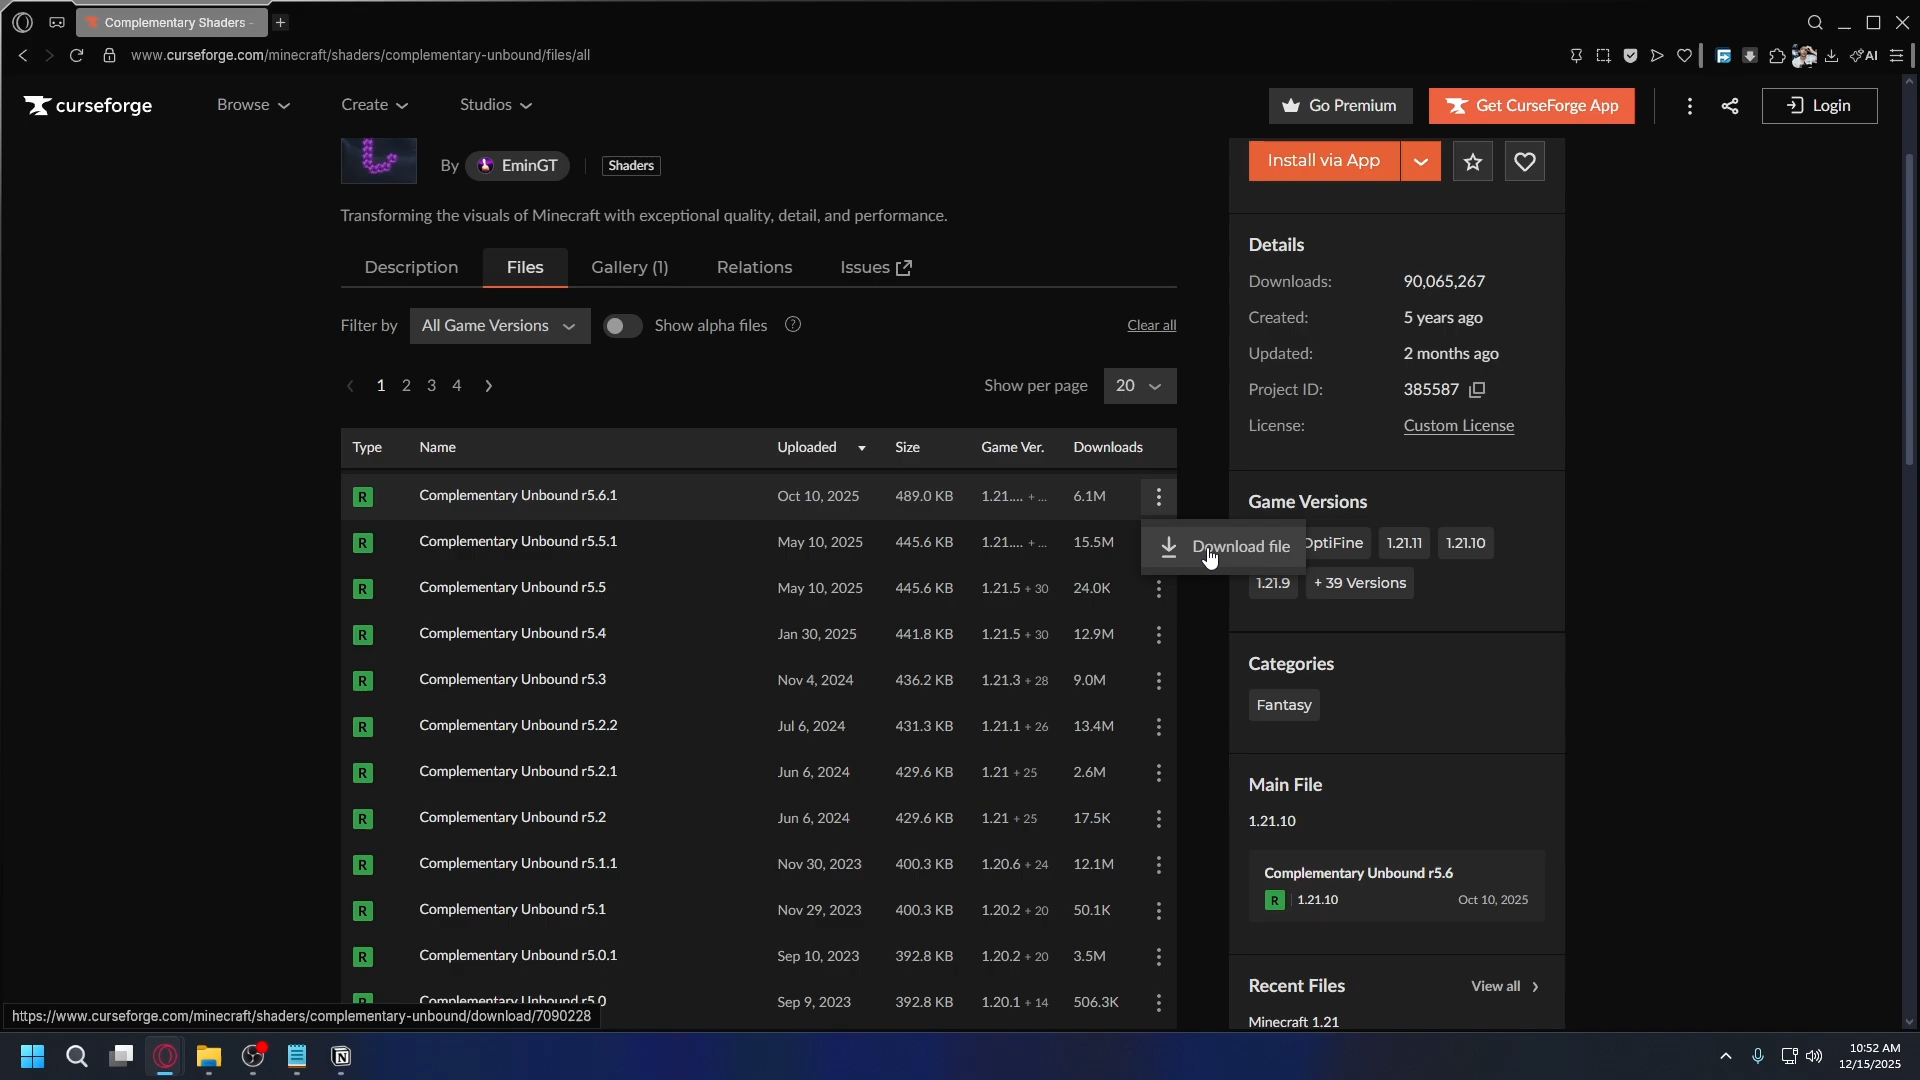 Complementary Shaders -
www.curseforge.com/minecraft/shaders/complementary-unbound/files/all
AI
curseforge
Browse
Create
Studios
Go Premium
Get CurseForge App
Login
By EminGT Shaders
Install via App
Transforming the visuals of Minecraft with exceptional quality, detail, and performance.
Description Files Gallery (1) Relations Issues
Filter by All Game Versions Show alpha files ? Clear all
1 2 3 4 Show per page 20
Type Name Uploaded Size Game Ver. Downloads
R Complementary Unbound r5.6.1 Oct 10, 2025 489.0 KB 1.21.... + ... 6.1M
Download file
R Complementary Unbound r5.5.1 May 10, 2025 445.6 KB 1.21.... + ... 15.5M
R Complementary Unbound r5.5 May 10, 2025 445.6 KB 1.21.5 + 30 24.0K
R Complementary Unbound r5.4 Jan 30, 2025 441.8 KB 1.21.5 + 30 12.9M
R Complementary Unbound r5.3 Nov 4, 2024 436.2 KB 1.21.3 + 28 9.0M
R Complementary Unbound r5.2.2 Jul 6, 2024 431.3 KB 1.21.1 + 26 13.4M
R Complementary Unbound r5.2.1 Jun 6, 2024 429.6 KB 1.21 + 25 2.6M
R Complementary Unbound r5.2 Jun 6, 2024 429.6 KB 1.21 + 25 17.5K
R Complementary Unbound r5.1.1 Nov 30, 2023 400.3 KB 1.20.6 + 24 12.1M
R Complementary Unbound r5.1 Nov 29, 2023 400.3 KB 1.20.2 + 20 50.1K
R Complementary Unbound r5.0.1 Sep 10, 2023 392.8 KB 1.20.2 + 20 3.5M
R Complementary Unbound r5.0 Sep 9, 2023 392.8 KB 1.20.1 + 14 506.3K
Details
Downloads: 90,065,267
Created: 5 years ago
Updated: 2 months ago
Project ID: 385587
License: Custom License
Game Versions
OptiFine 1.21.11 1.21.10
1.21.9 + 39 Versions
Categories
Fantasy
Main File
1.21.10
Complementary Unbound r5.6
R 1.21.10 Oct 10, 2025
Recent Files View all
Minecraft 1.21
https://www.curseforge.com/minecraft/shaders/complementary-unbound/download/7090228
10:52 AM
12/15/2025